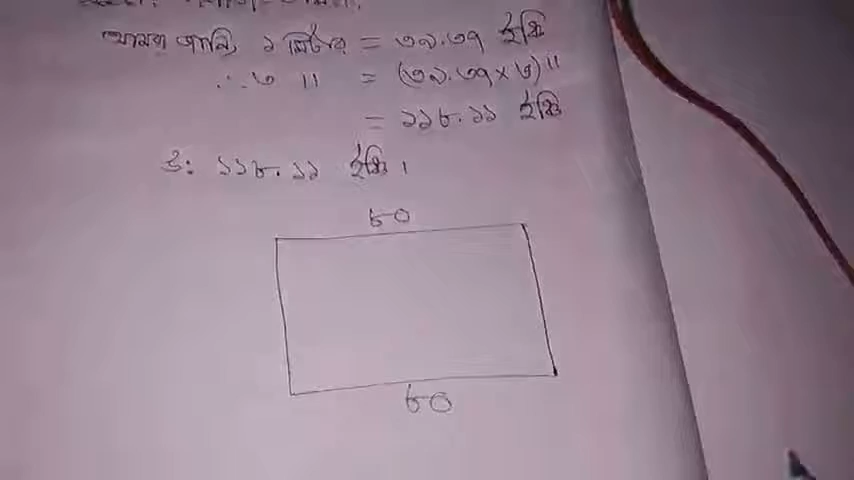 আমরা জানি, ১ মিটার = ৩৯.৩৭ ইঞ্চি
∴ ৩ " = (৩৯.৩৭ × ৩) "
= ১১৮.১১ ইঞ্চি
উ: ১১৮.১১ ইঞ্চি।
৮০
৮০